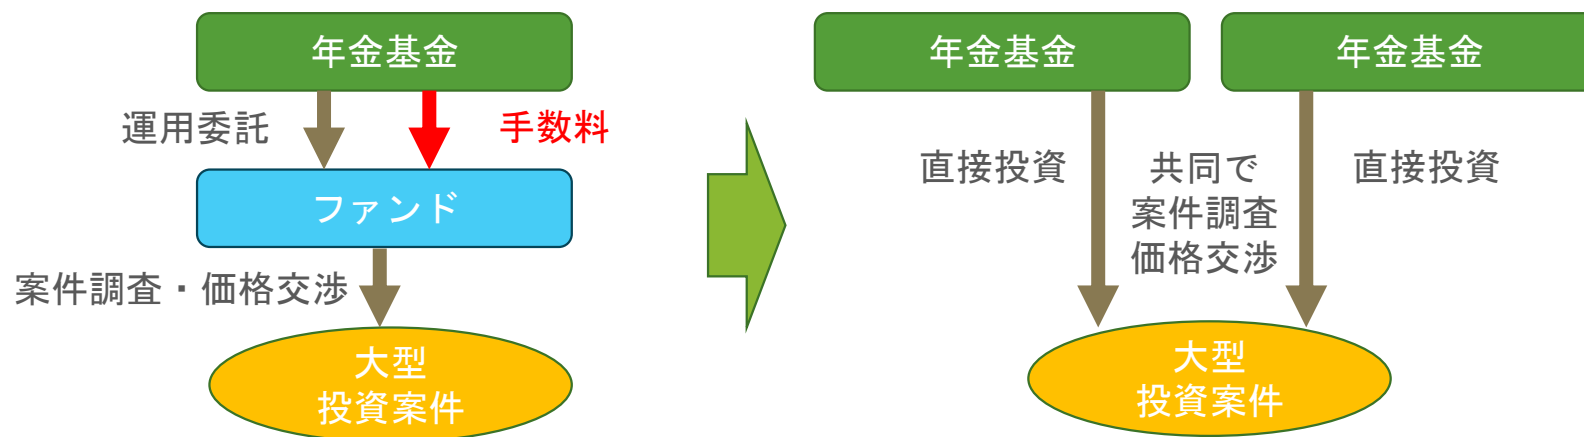 年金基金
運用委託
手数料
ファンド
案件調査・価格交渉
大型
投資案件
年金基金
年金基金
直接投資
共同で
案件調査
価格交渉
直接投資
大型
投資案件